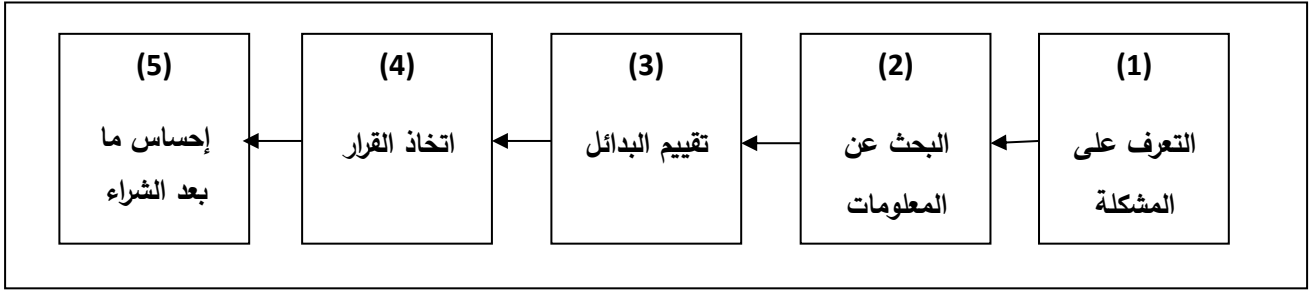 (1)
التعرف على
المشكلة
(2)
البحث عن
المعلومات
(3)
تقييم البدائل
(4)
اتخاذ القرار
(5)
إحساس ما
بعد الشراء